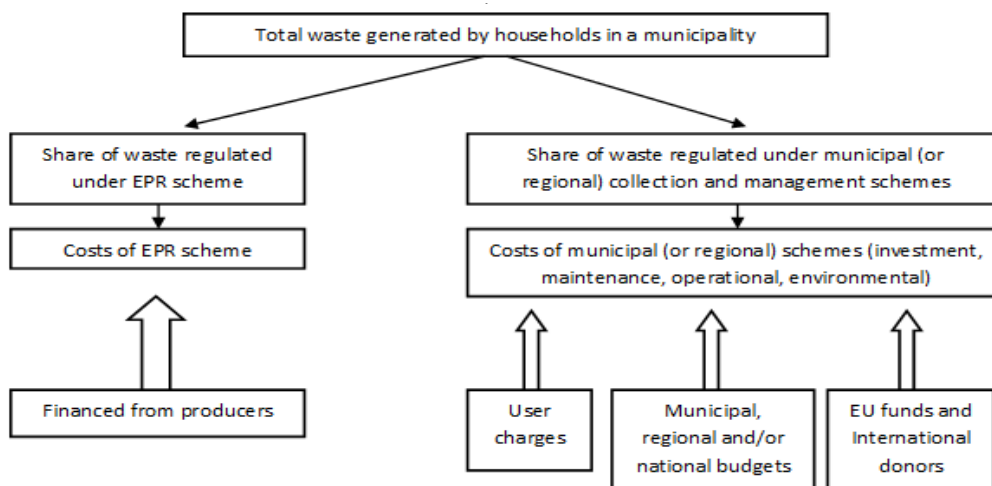 Total waste generated by households in a municipality
Share of waste regulated
under EPR scheme
Share of waste regulated under municipal (or
regional) collection and management schemes
Costs of EPR scheme
Costs of municipal (or regional) schemes (investment,
maintenance, operational, environmental)
Financed from producers
User
charges
Municipal,
regional and/or
national budgets
EU funds and
International
donors